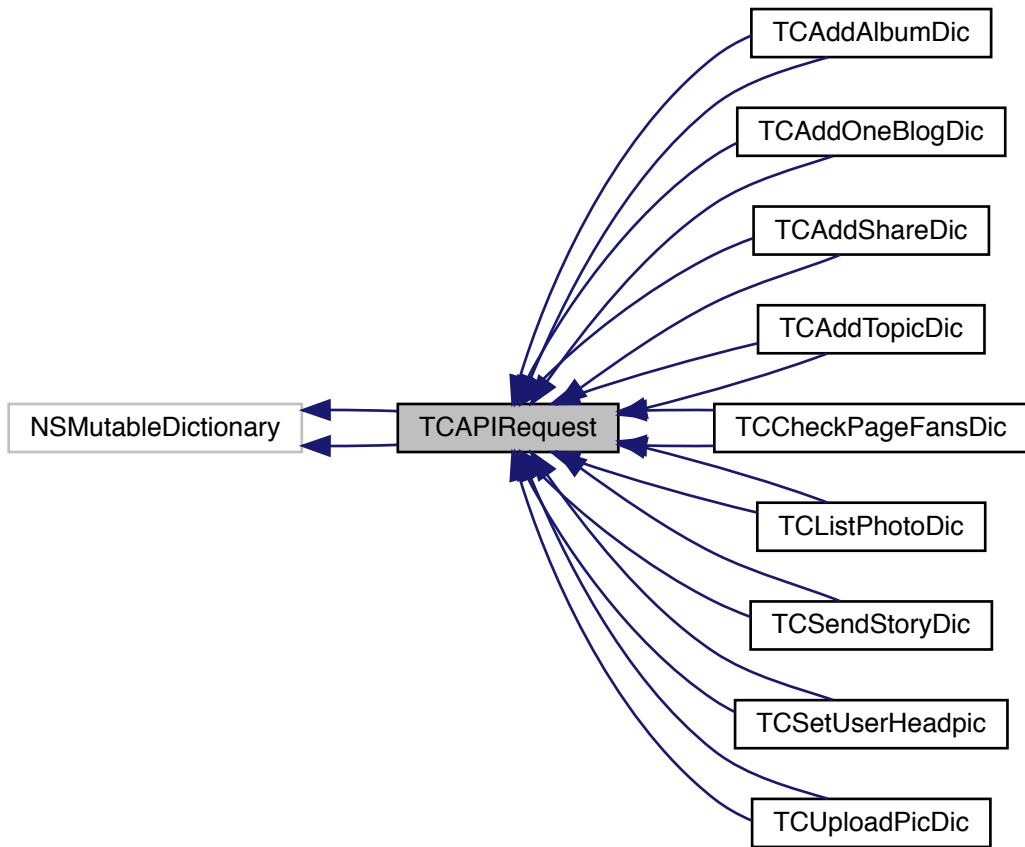 TCAddAlbumDic
TCAddOneBlogDic
TCAddShareDic
TCAddTopicDic
NSMutableDictionary
TCAPIRequest
TCCheckPageFansDic
TCListPhotoDic
TCSendStoryDic
TCSetUserHeadpic
TCUploadPicDic